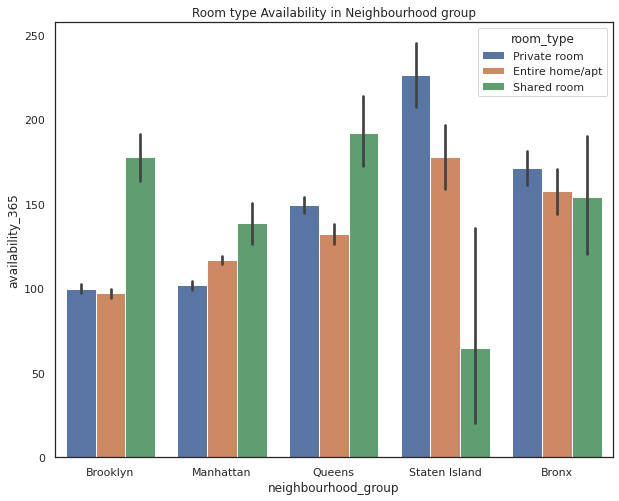 Room type Availability in Neighbourhood group
room_type
Private room
Entire home/apt
Shared room
availability_365
250
200
150
100
50
0
Brooklyn Manhattan Queens Staten Island Bronx
neighbourhood_group